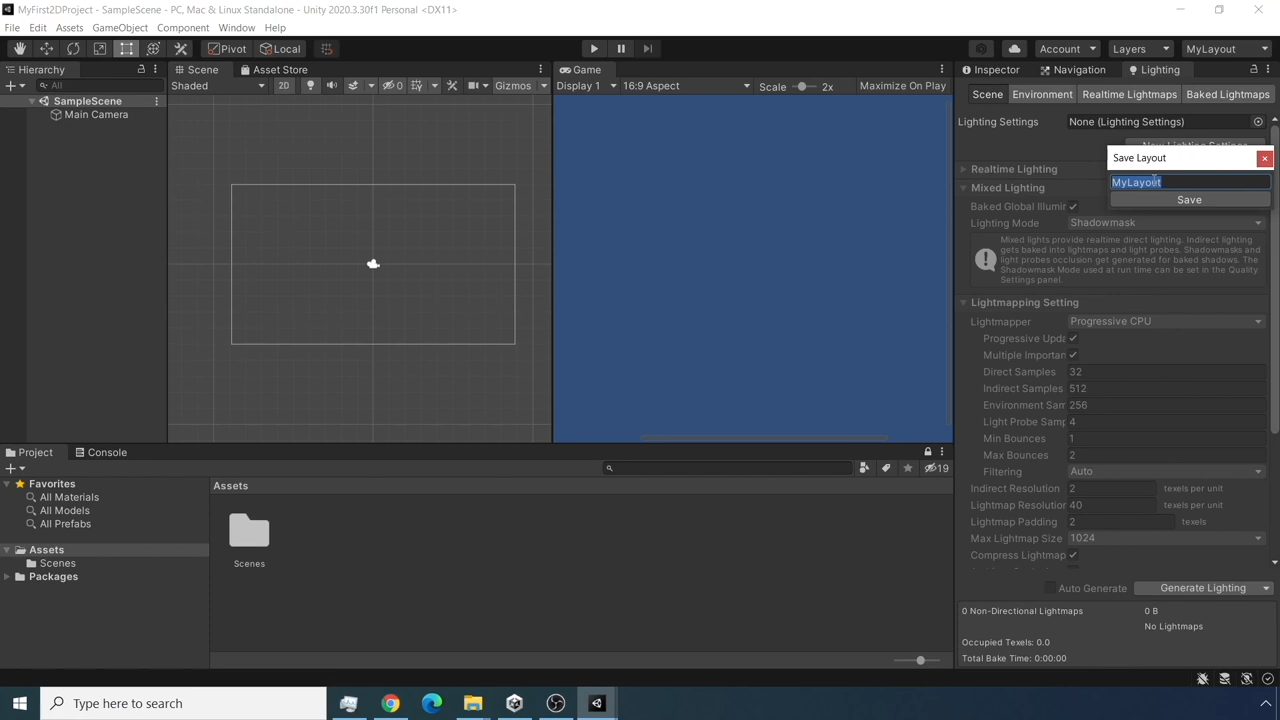 MyFirst2DProject - SampleScene - PC, Mac & Linux Standalone - Unity 2020.3.30f1 Personal <DX11>
File Edit Assets GameObject Component Window Help
Pivot Local Account Layers MyLayout
Hierarchy
All
SampleScene
Main Camera
Scene Asset Store
Shaded 2D 0 Gizmos
Game
Display 1 16:9 Aspect Scale 2x Maximize On Play
Inspector Navigation Lighting
Scene Environment Realtime Lightmaps Baked Lightmaps
Lighting Settings None (Lighting Settings)
Save Layout
MyLayout
Save
Realtime Lighting
Mixed Lighting
Baked Global Illumin
Lighting Mode Shadowmask
Mixed lights provide realtime direct lighting. Indirect lighting
gets baked into lightmaps and light probes. Shadowmasks and
light probes occlusion get generated for baked shadows. The
Shadowmask Mode used at run time can be set in the Quality
Settings panel.
Lightmapping Setting
Lightmapper Progressive CPU
Progressive Upda
Multiple Importan
Direct Samples 32
Indirect Samples 512
Environment Sam 256
Light Probe Samp 4
Min Bounces 1
Max Bounces 2
Filtering Auto
Indirect Resolution 2 texels per unit
Lightmap Resolution 40 texels per unit
Lightmap Padding 2 texels
Max Lightmap Size 1024
Compress Lightmap
Auto Generate Generate Lighting
0 Non-Directional Lightmaps 0 B
No Lightmaps
Occupied Texels: 0.0
Total Bake Time: 0:00:00
Project Console
19
Favorites
All Materials
All Models
All Prefabs
Assets
Scenes
Packages
Assets
Scenes
Type here to search